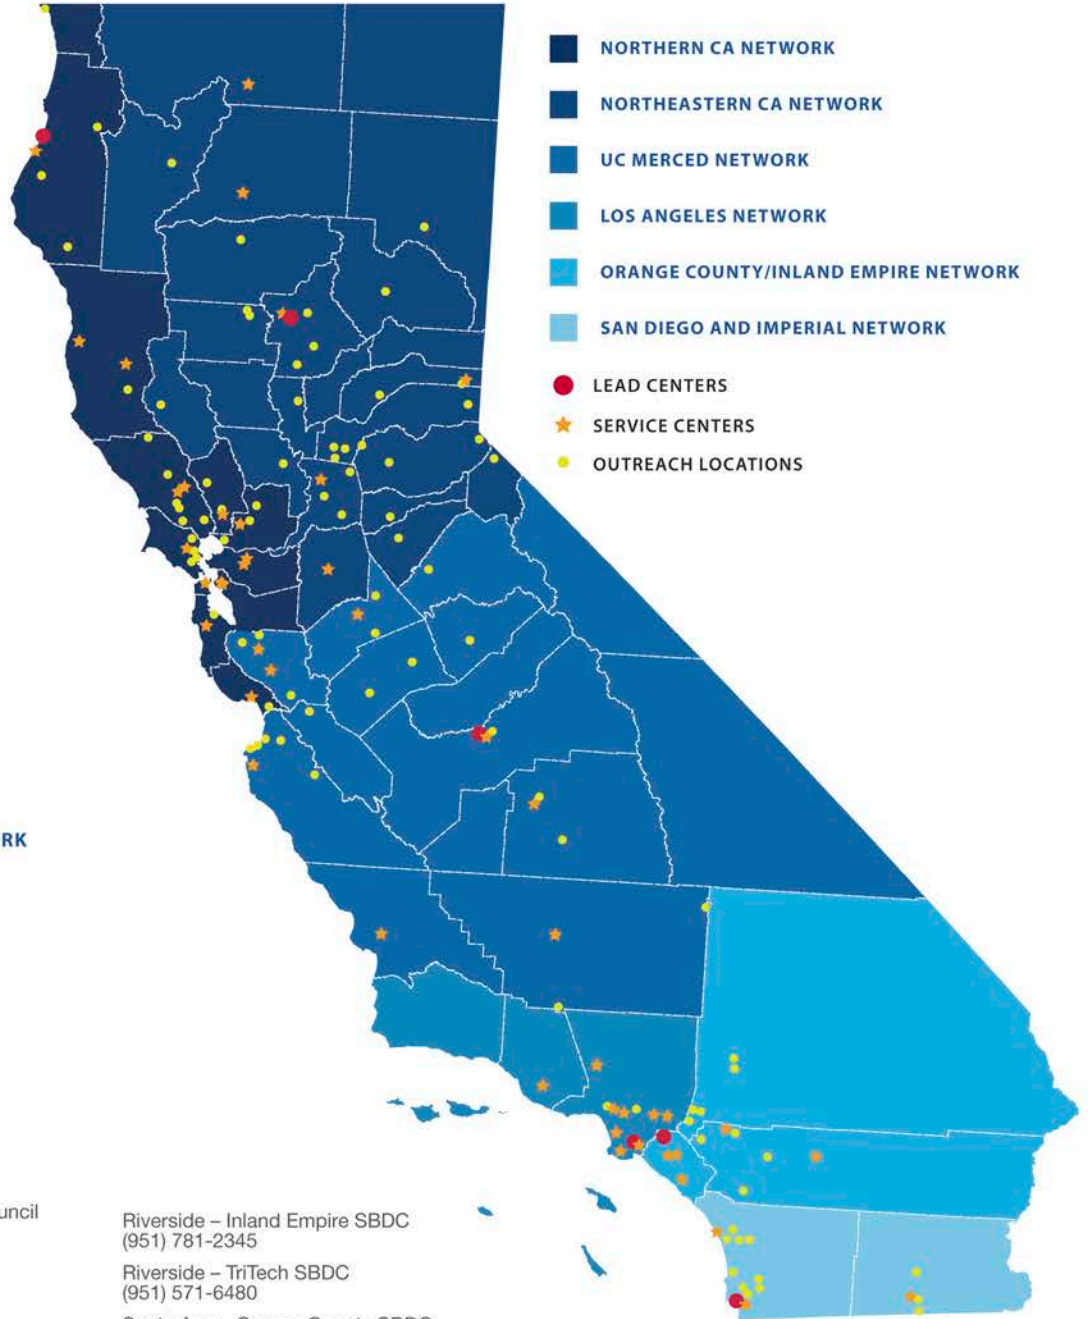 NORTHERN CA NETWORK
NORTHEASTERN CA NETWORK
UC MERCED NETWORK
LOS ANGELES NETWORK
ORANGE COUNTY/INLAND EMPIRE NETWORK
SAN DIEGO AND IMPERIAL NETWORK
LEAD CENTERS
SERVICE CENTERS
OUTREACH LOCATIONS
RK
uncil
Riverside – Inland Empire SBDC
(951) 781-2345
Riverside – TriTech SBDC
(951) 571-6480